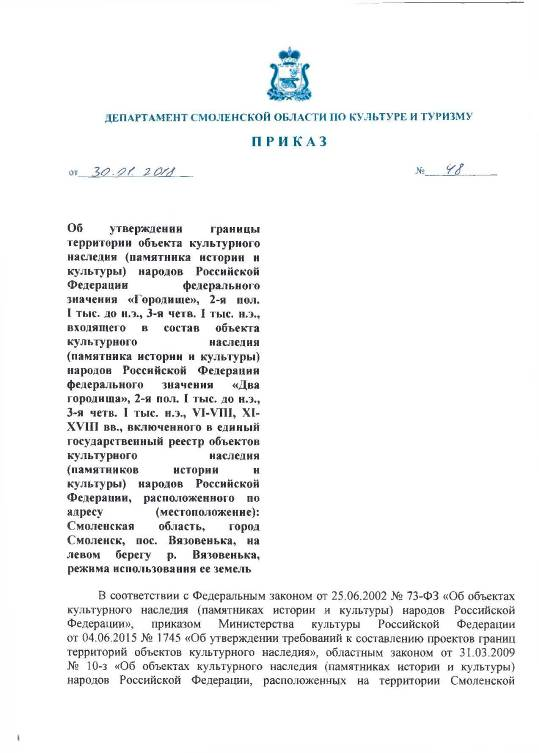 ДЕПАРТАМЕНТ СМОЛЕНСКОЙ ОБЛАСТИ ПО КУЛЬТУРЕ И ТУРИЗМУ
П Р И К А З
от 30.01.2018 № 48
Об утверждении границы
территории объекта культурного
наследия (памятника истории и
культуры) народов Российской
Федерации федерального
значения «Городище», 2-я пол.
I тыс. до н.э., 3-я четв. I тыс. н.э.,
входящего в состав объекта
культурного наследия
(памятника истории и культуры)
народов Российской Федерации
федерального значения «Два
городища», 2-я пол. I тыс. до н.э.,
3-я четв. I тыс. н.э., VI-VIII, XI-
XVIII вв., включенного в единый
государственный реестр объектов
культурного наследия
(памятников истории и
культуры) народов Российской
Федерации, расположенного по
адресу (местоположение):
Смоленская область, город
Смоленск, пос. Вязовенька, на
левом берегу р. Вязовенька,
режима использования ее земель
В соответствии с Федеральным законом от 25.06.2002 № 73-ФЗ «Об объектах
культурного наследия (памятниках истории и культуры) народов Российской
Федерации», приказом Министерства культуры Российской Федерации
от 04.06.2015 № 1745 «Об утверждении требований к составлению проектов границ
территорий объектов культурного наследия», областным законом от 31.03.2009
№ 10-з «Об объектах культурного наследия (памятниках истории и культуры)
народов Российской Федерации, расположенных на территории Смоленской